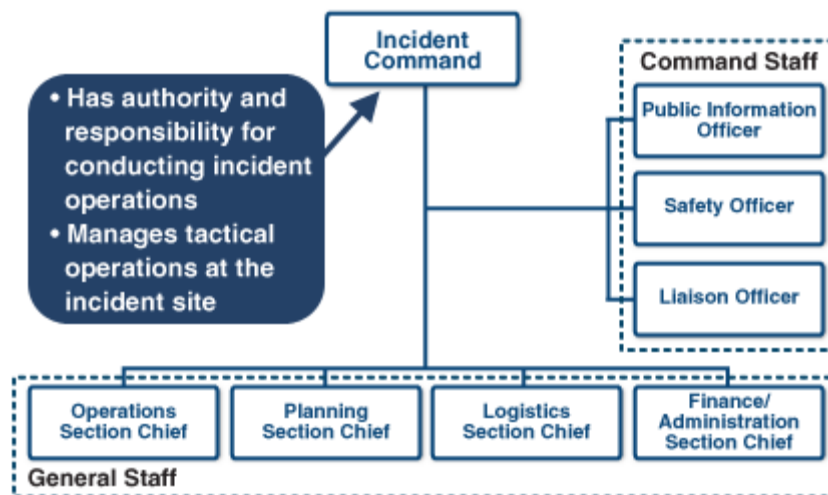 Incident
Command
• Has authority and
responsibility for
conducting incident
operations
• Manages tactical
operations at the
incident site
Command Staff
Public Information
Officer
Safety Officer
Liaison Officer
Operations
Section Chief
Planning
Section Chief
Logistics
Section Chief
Finance/
Administration
Section Chief
General Staff